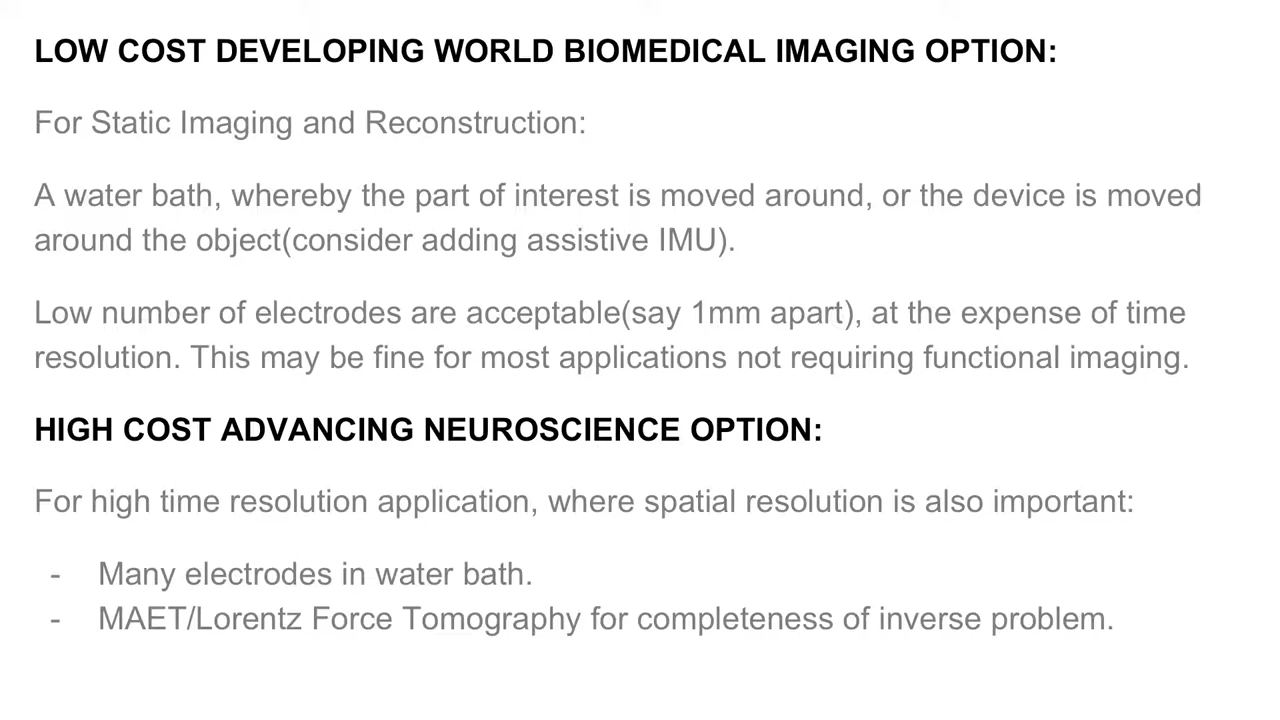 LOW COST DEVELOPING WORLD BIOMEDICAL IMAGING OPTION:
For Static Imaging and Reconstruction:
A water bath, whereby the part of interest is moved around, or the device is moved
around the object(consider adding assistive IMU).
Low number of electrodes are acceptable(say 1mm apart), at the expense of time
resolution. This may be fine for most applications not requiring functional imaging.
HIGH COST ADVANCING NEUROSCIENCE OPTION:
For high time resolution application, where spatial resolution is also important:
- Many electrodes in water bath.
- MAET/Lorentz Force Tomography for completeness of inverse problem.